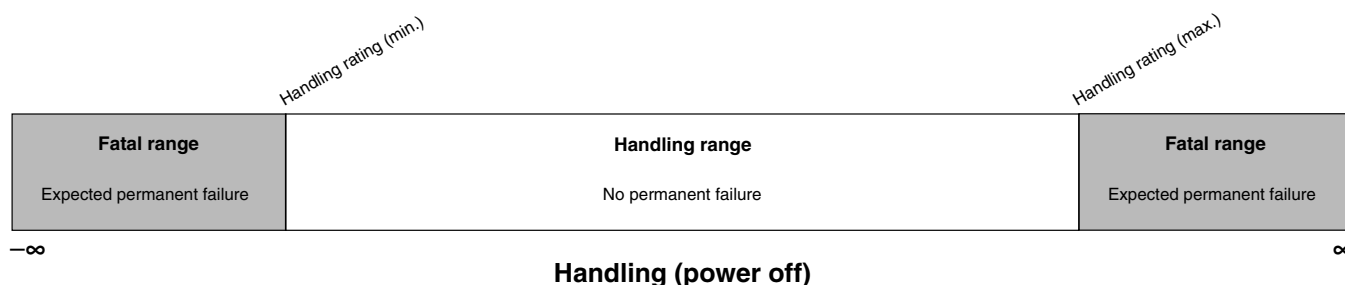 Handling rating (min.)
Handling rating (max.)
Fatal range
Handling range
Fatal range
Expected permanent failure
No permanent failure
Expected permanent failure
–∞
∞
Handling (power off)